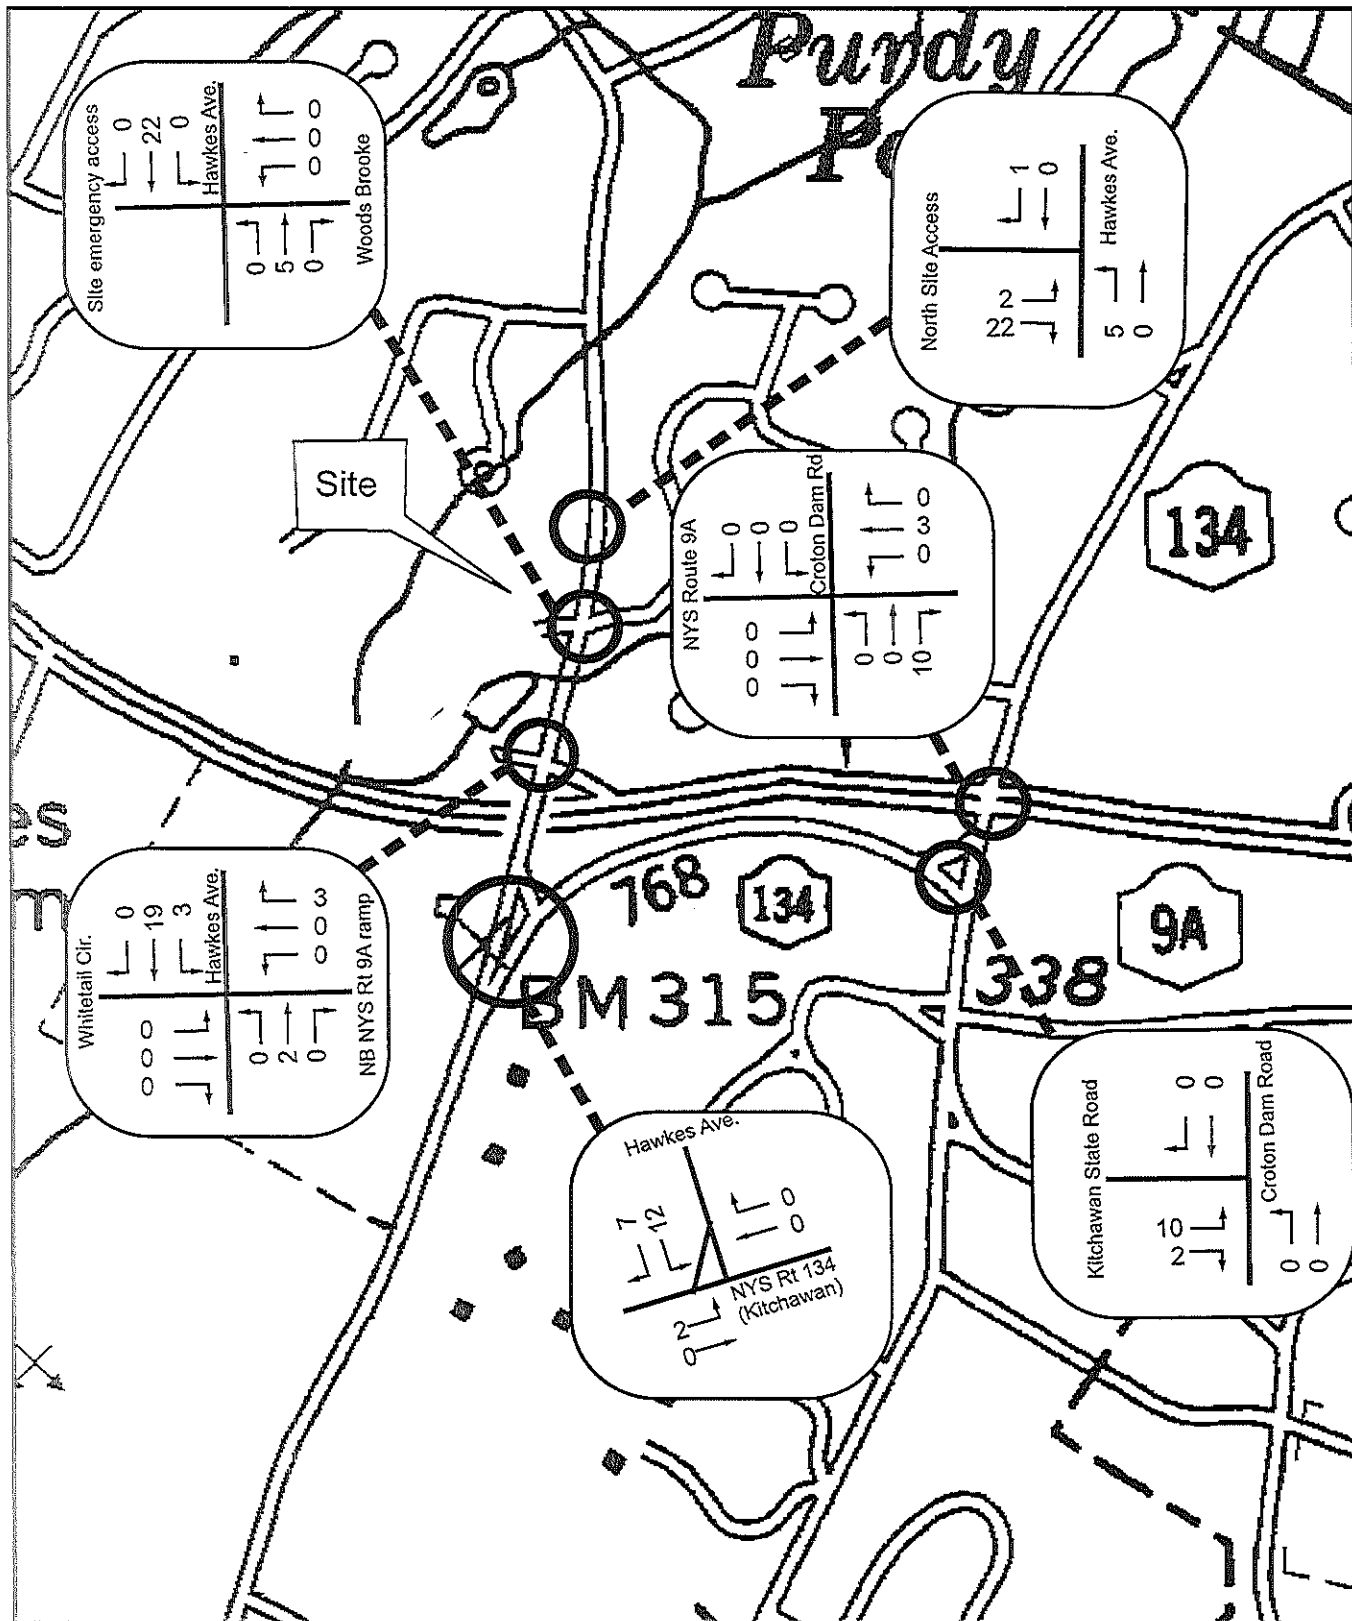 Purdy
Po
Site emergency access
0
22
0
Hawkes Ave.
0
5
0
0
0
0
Woods Brooke
North Site Access
1
0
2
22
Hawkes Ave.
5
0
Site
NYS Route 9A
0
0
0
Croton Dam Rd
0
0
0
0
0
10
0
3
0
134
es
m
Whitetail Cir.
0
19
3
Hawkes Ave.
0
0
0
0
2
0
3
0
0
NB NYS Rt 9A ramp
768
134
9A
BM 315
338
Hawkes Ave.
7
12
0
0
2
0
NYS Rt 134
(Kitchawan)
Kitchawan State Road
0
0
10
2
Croton Dam Road
0
0